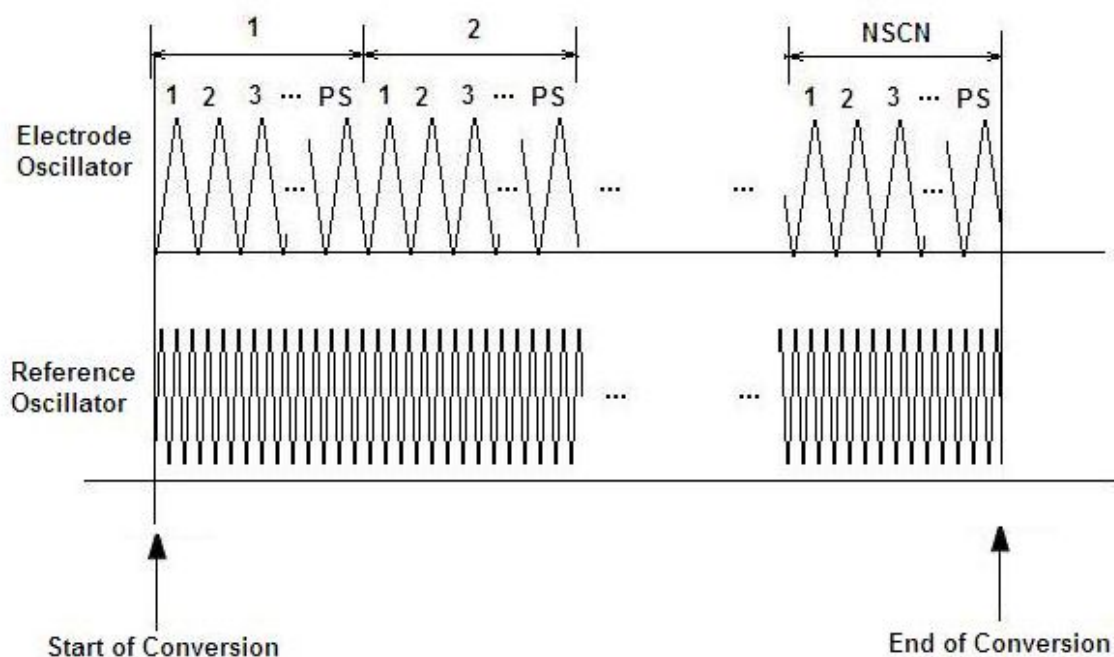 1 2 NSCN
1 2 3 ... PS 1 2 3 ... PS 1 2 3 ... PS
Electrode
Oscillator
... ... ... ... ...
Reference
Oscillator
... ...
Start of Conversion
End of Conversion